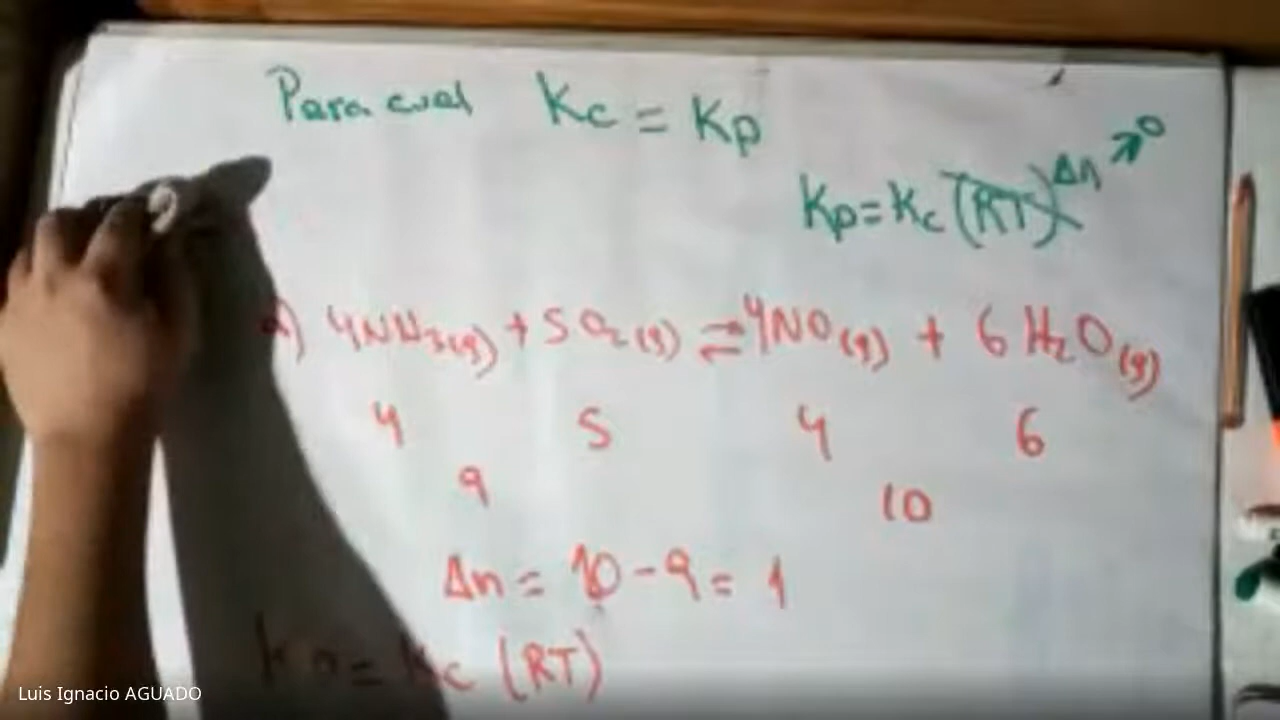 Para cual Kc = Kp
Kp = Kc (RT)^Δn ↗0
a) 4NH₃(g) + 5O₂(g) ⇌ 4NO(g) + 6H₂O(g)
4 5 4 6
9 10
Δn = 10 - 9 = 1
Kp = Kc (RT)
Luis Ignacio AGUADO